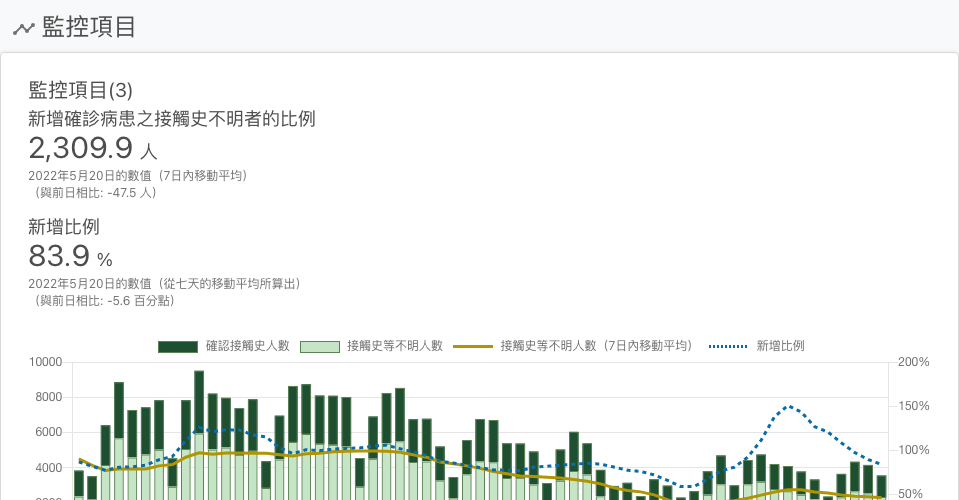 監控項目
監控項目(3)
新增確診病患之接觸史不明者的比例
2,309.9 人
2022年5月20日的數值（7日內移動平均）
（與前日相比: -47.5 人）
新增比例
83.9 %
2022年5月20日的數值（從七天的移動平均所算出）
（與前日相比: -5.6 百分點）
確認接觸史人數 接觸史等不明人數 接觸史等不明人數（7日內移動平均） 新增比例
10000 200%
8000
150%
6000
100%
4000
50%